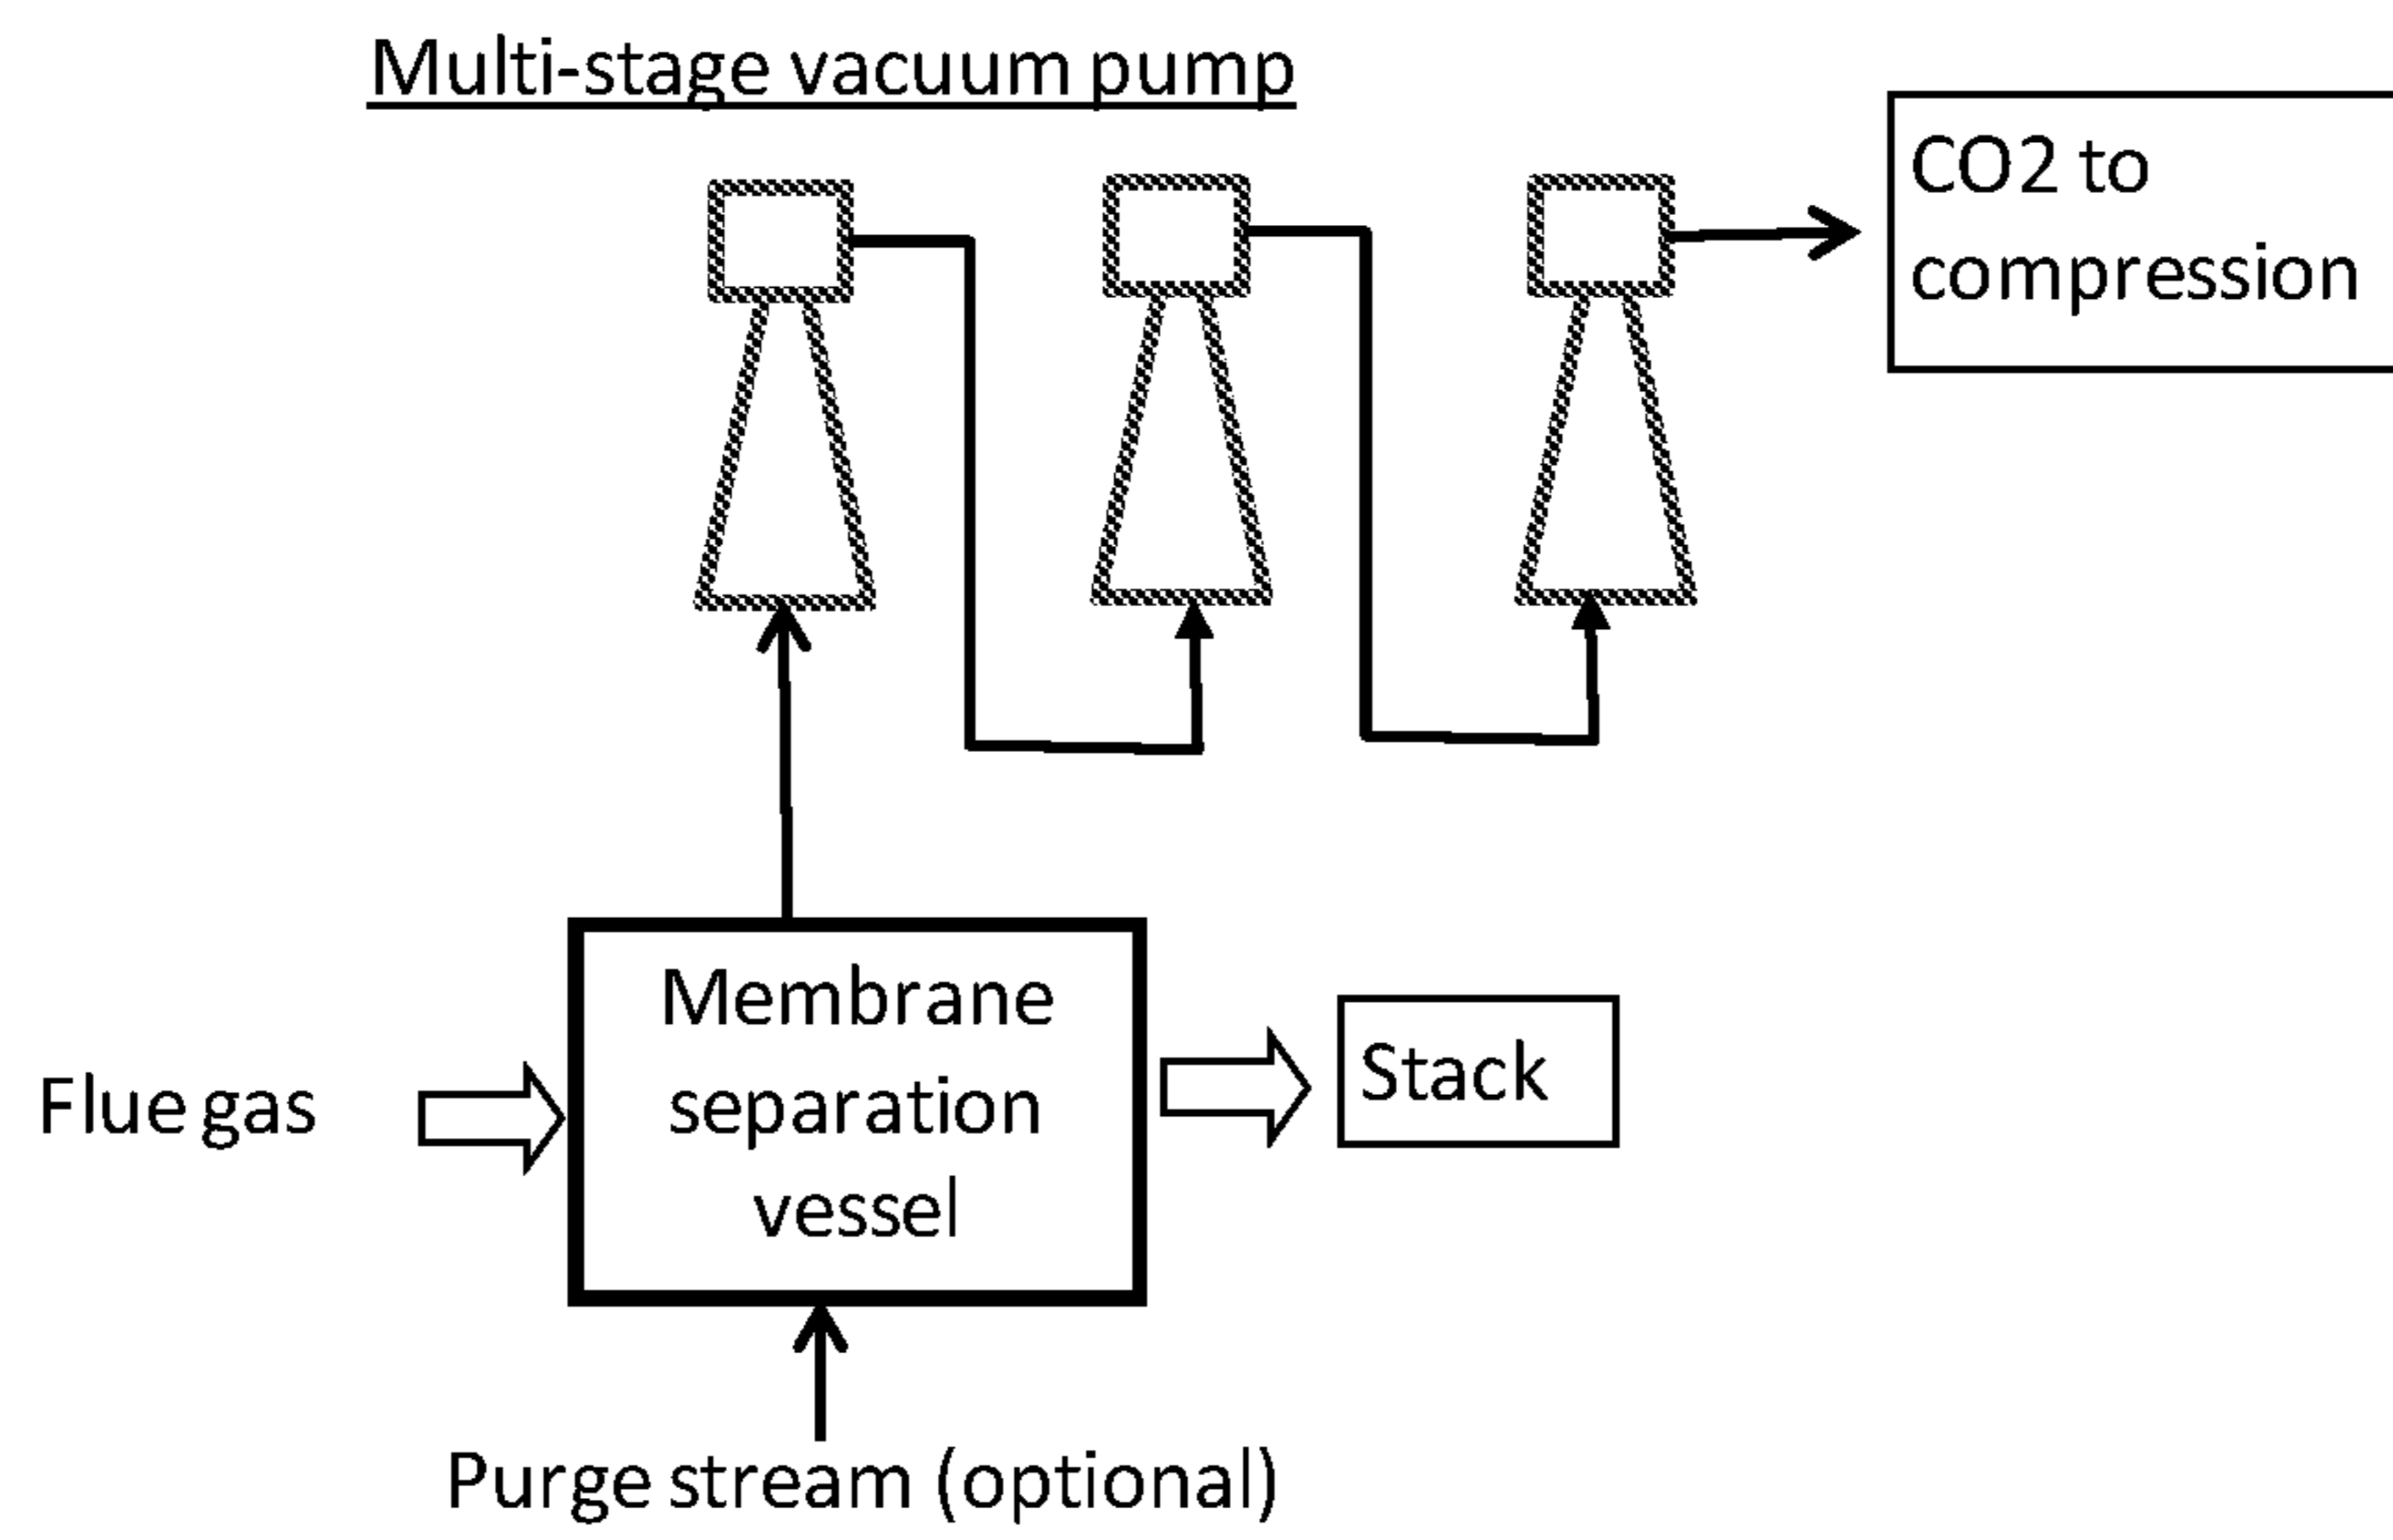 Multi-stage vacuum pump
CO2 to
compression
Membrane
separation
vessel
Flue gas
Stack
Purge stream (optional)